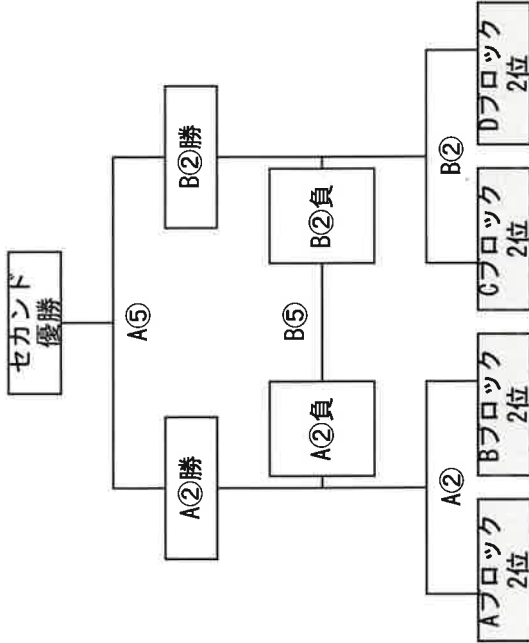 セカンド
優勝
A⑤
A②勝
B②勝
A②負
B⑤
B②負
A②
B②
Aブロック
2位
Bブロック
2位
Cブロック
2位
Dブロック
2位